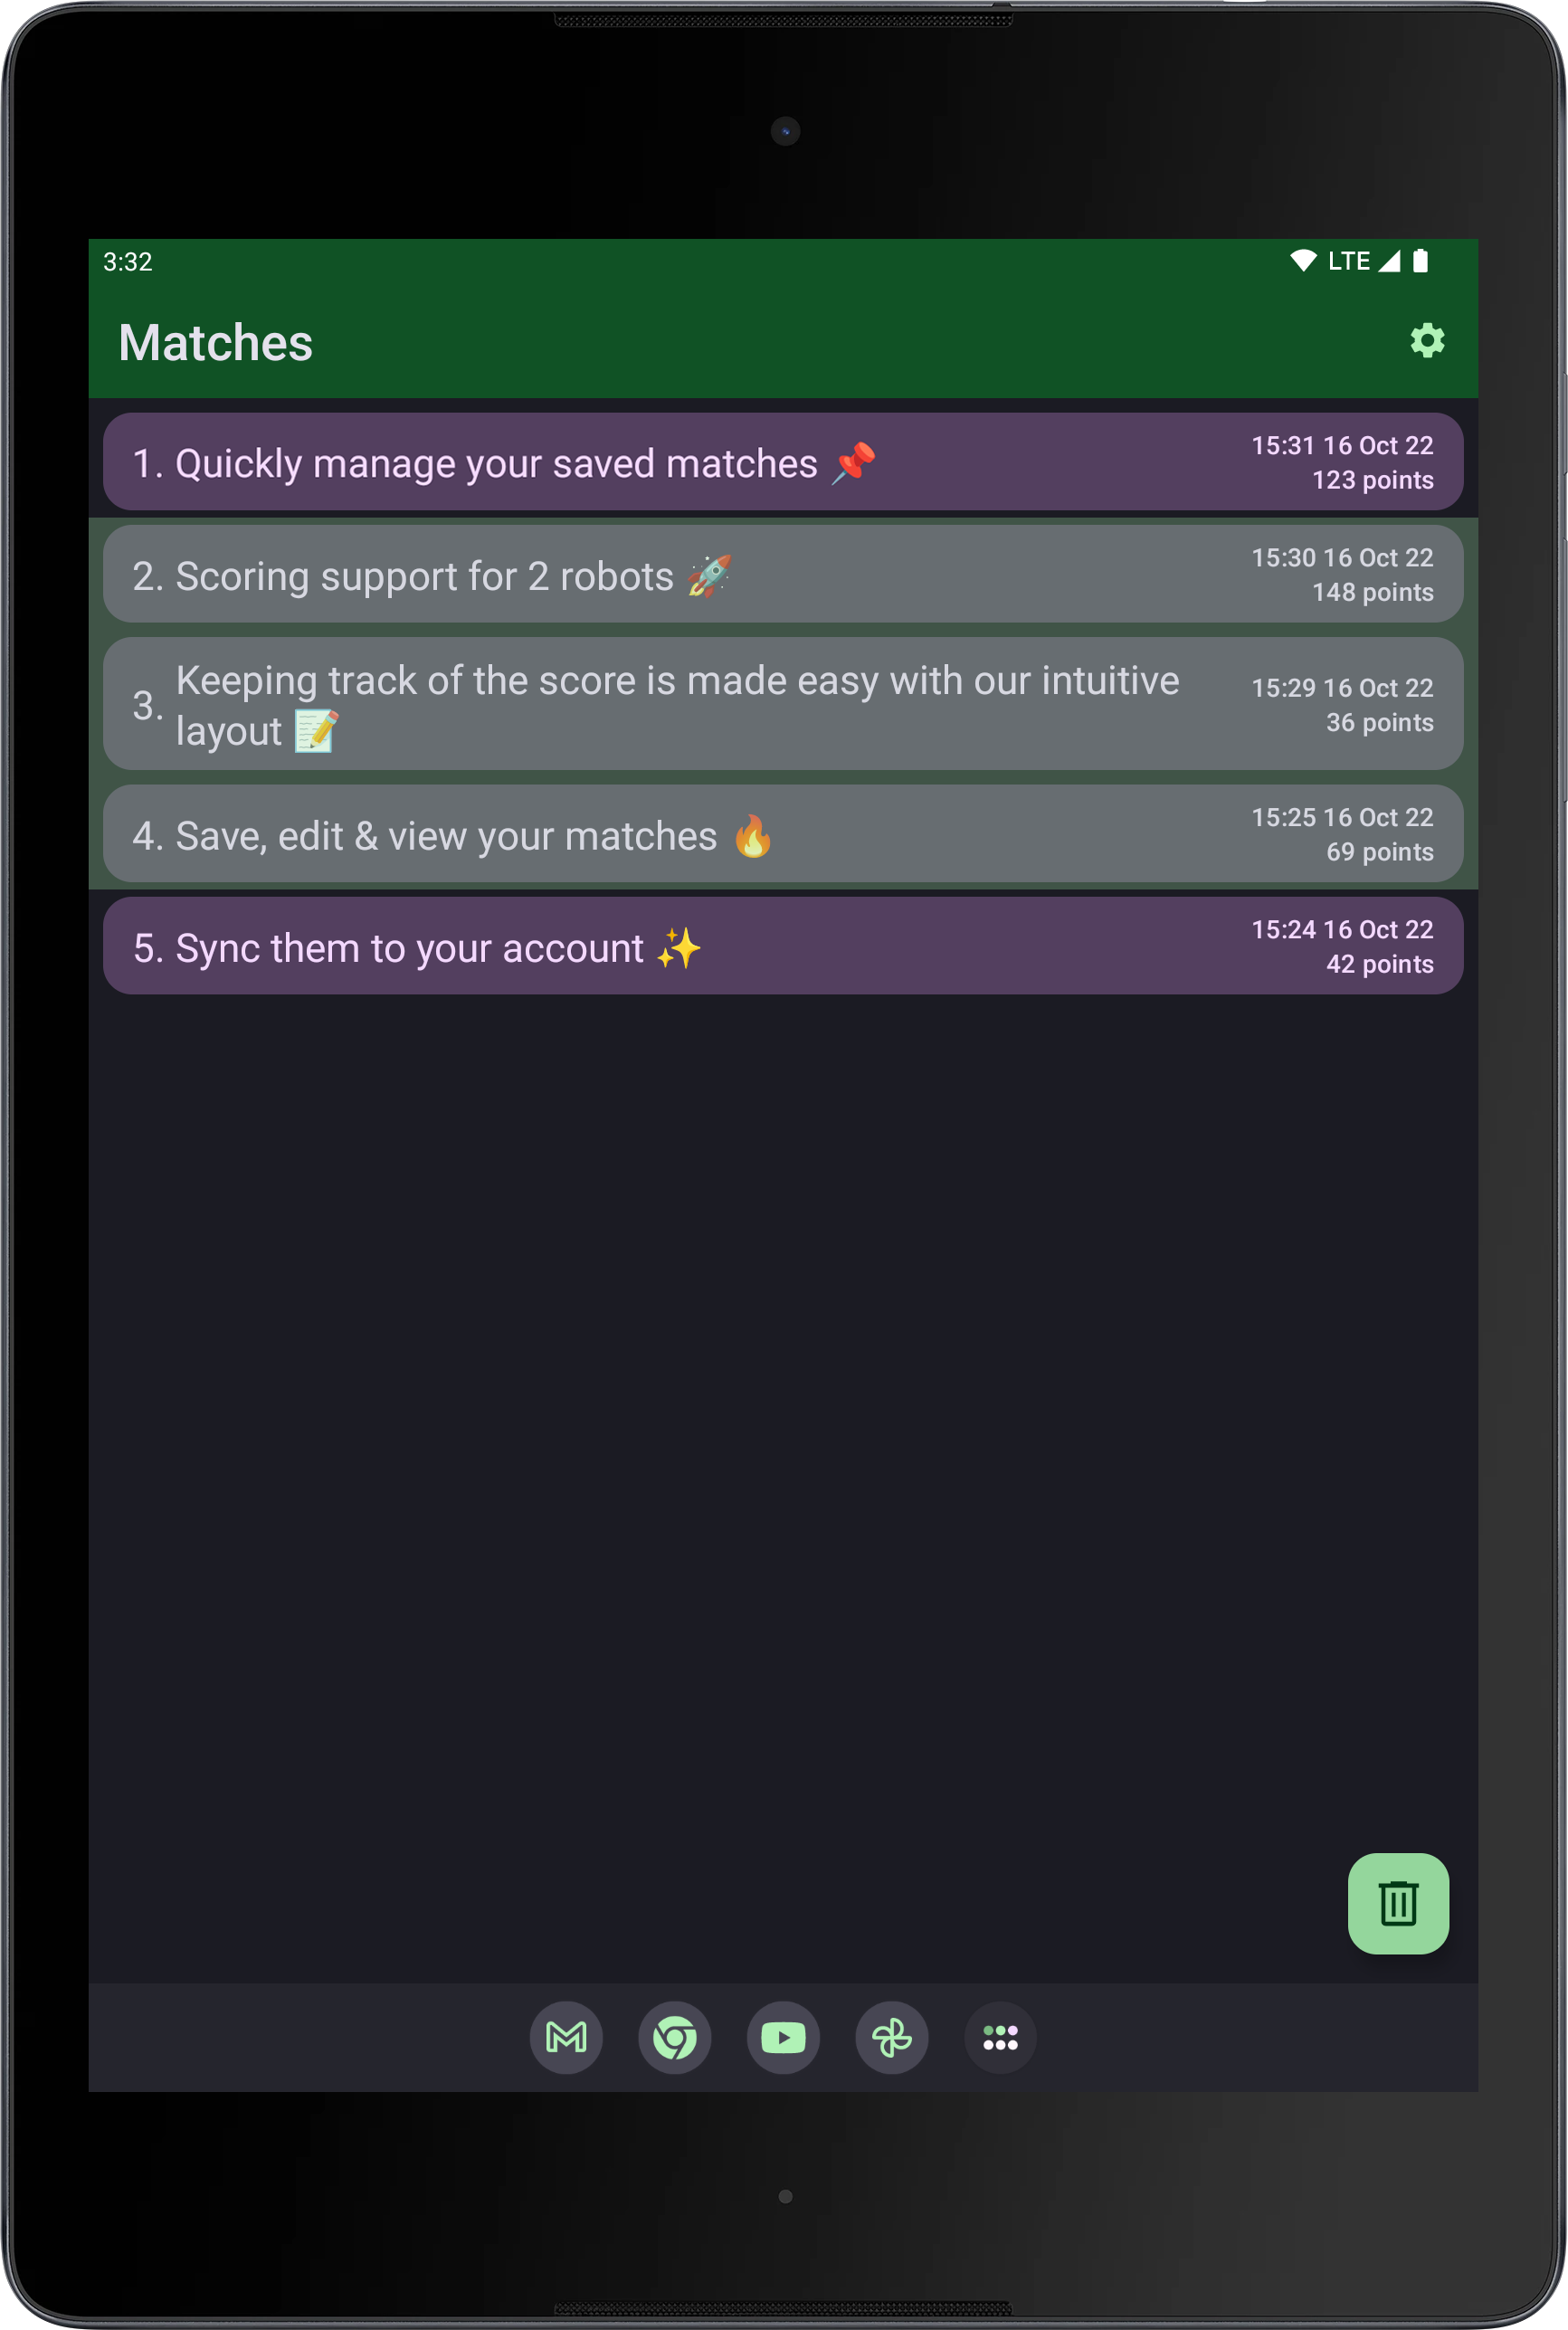 3:32
LTE
Matches
1. Quickly manage your saved matches 📌
15:31 16 Oct 22
123 points
2. Scoring support for 2 robots 🚀
15:30 16 Oct 22
148 points
3. Keeping track of the score is made easy with our intuitive
layout 📝
15:29 16 Oct 22
36 points
4. Save, edit & view your matches 🔥
15:25 16 Oct 22
69 points
5. Sync them to your account ✨
15:24 16 Oct 22
42 points